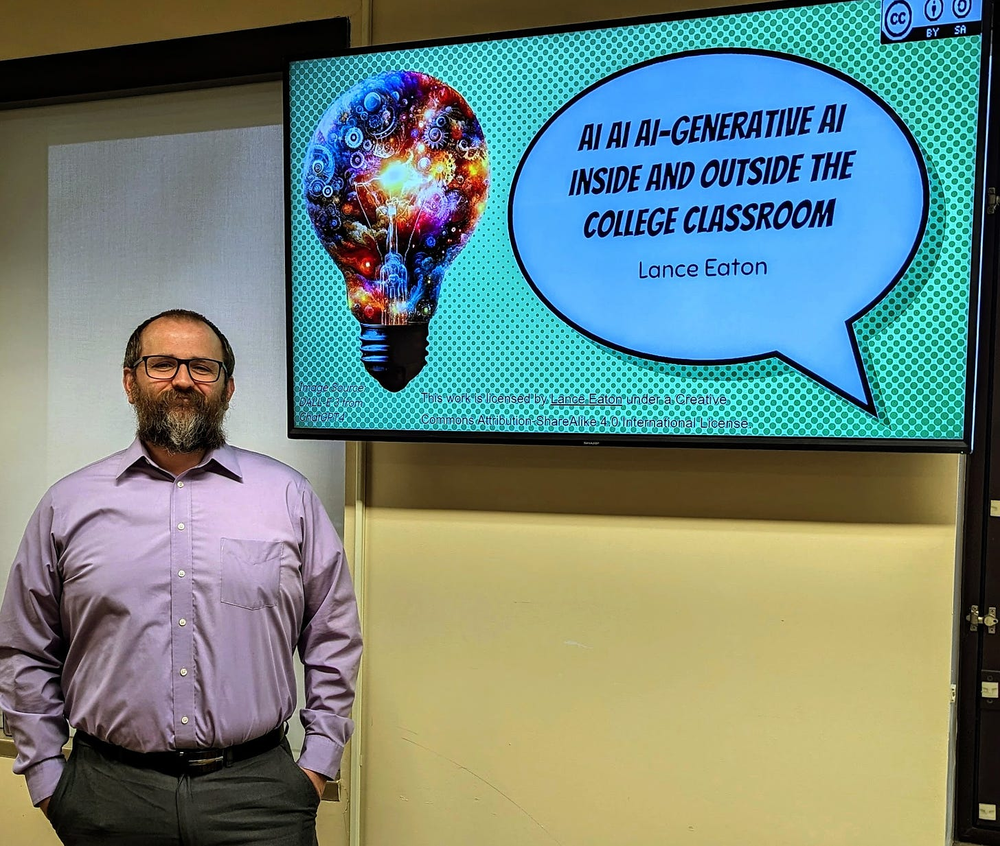 CC
BY SA
AI AI AI-GENERATIVE AI
INSIDE AND OUTSIDE THE
COLLEGE CLASSROOM
Lance Eaton
Image Source
DALL-E 3 from
ChatGPT4
This work is licensed by Lance Eaton under a Creative
Commons Attribution-ShareAlike 4.0 International License.
SHARP